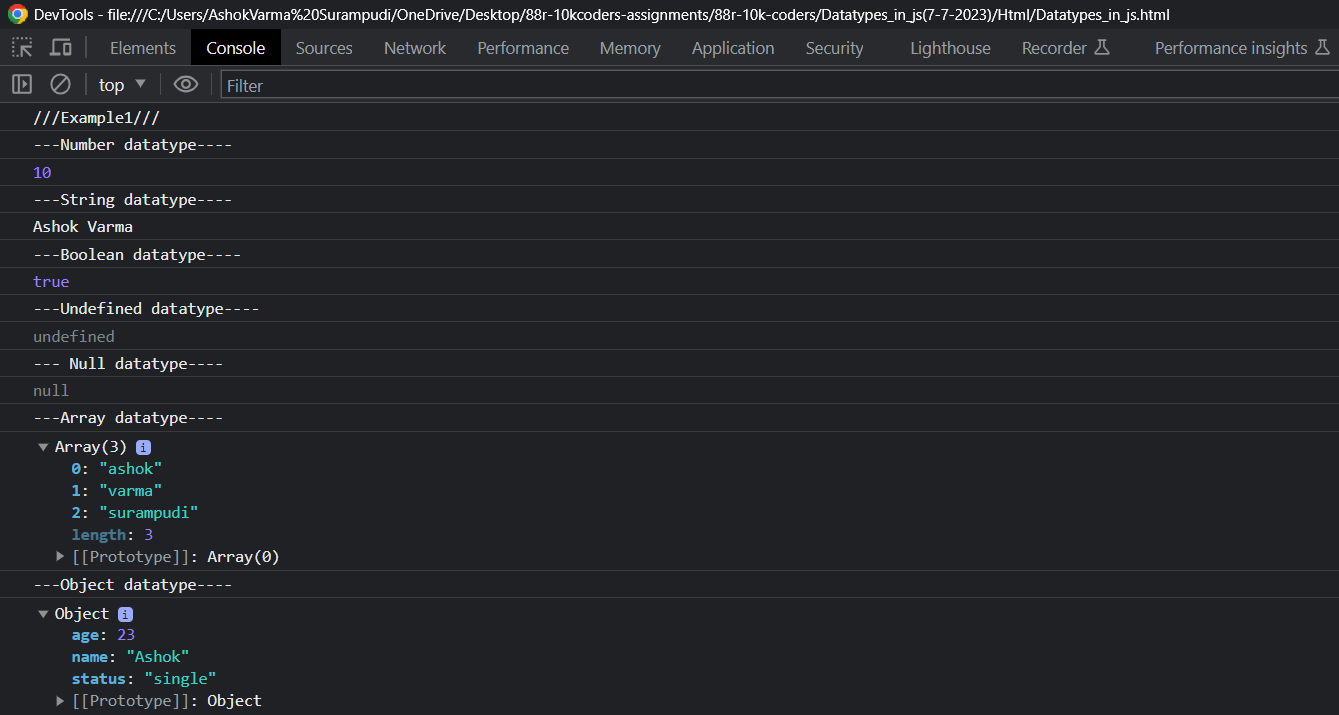 DevTools - file:///C:/Users/AshokVarma%20Surampudi/OneDrive/Desktop/88r-10kcoders-assignments/88r-10k-coders/Datatypes_in_js(7-7-2023)/Html/Datatypes_in_js.html
Elements Console Sources Network Performance Memory Application Security Lighthouse Recorder Performance insights
top Filter
///Example1///
---Number datatype----
10
---String datatype----
Ashok Varma
---Boolean datatype----
true
---Undefined datatype----
undefined
--- Null datatype----
null
---Array datatype----
Array(3) i
0: "ashok"
1: "varma"
2: "surampudi"
length: 3
[[Prototype]]: Array(0)
---Object datatype----
Object i
age: 23
name: "Ashok"
status: "single"
[[Prototype]]: Object